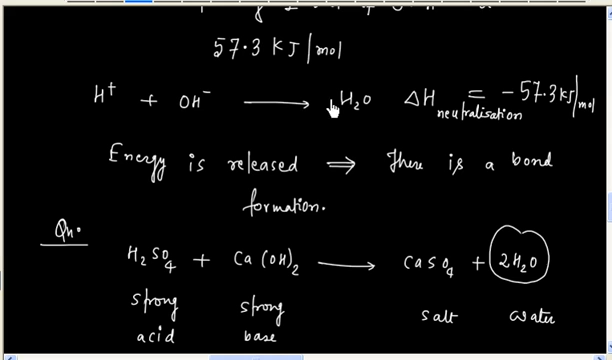 57.3 KJ/mol
H⁺ + OH⁻ → H₂O ΔH neutralisation = -57.3 KJ/mol
Energy is released ⟹ There is a bond
formation.
Qn.
H₂SO₄ + Ca(OH)₂ → CaSO₄ + 2H₂O
strong strong salt water
acid base